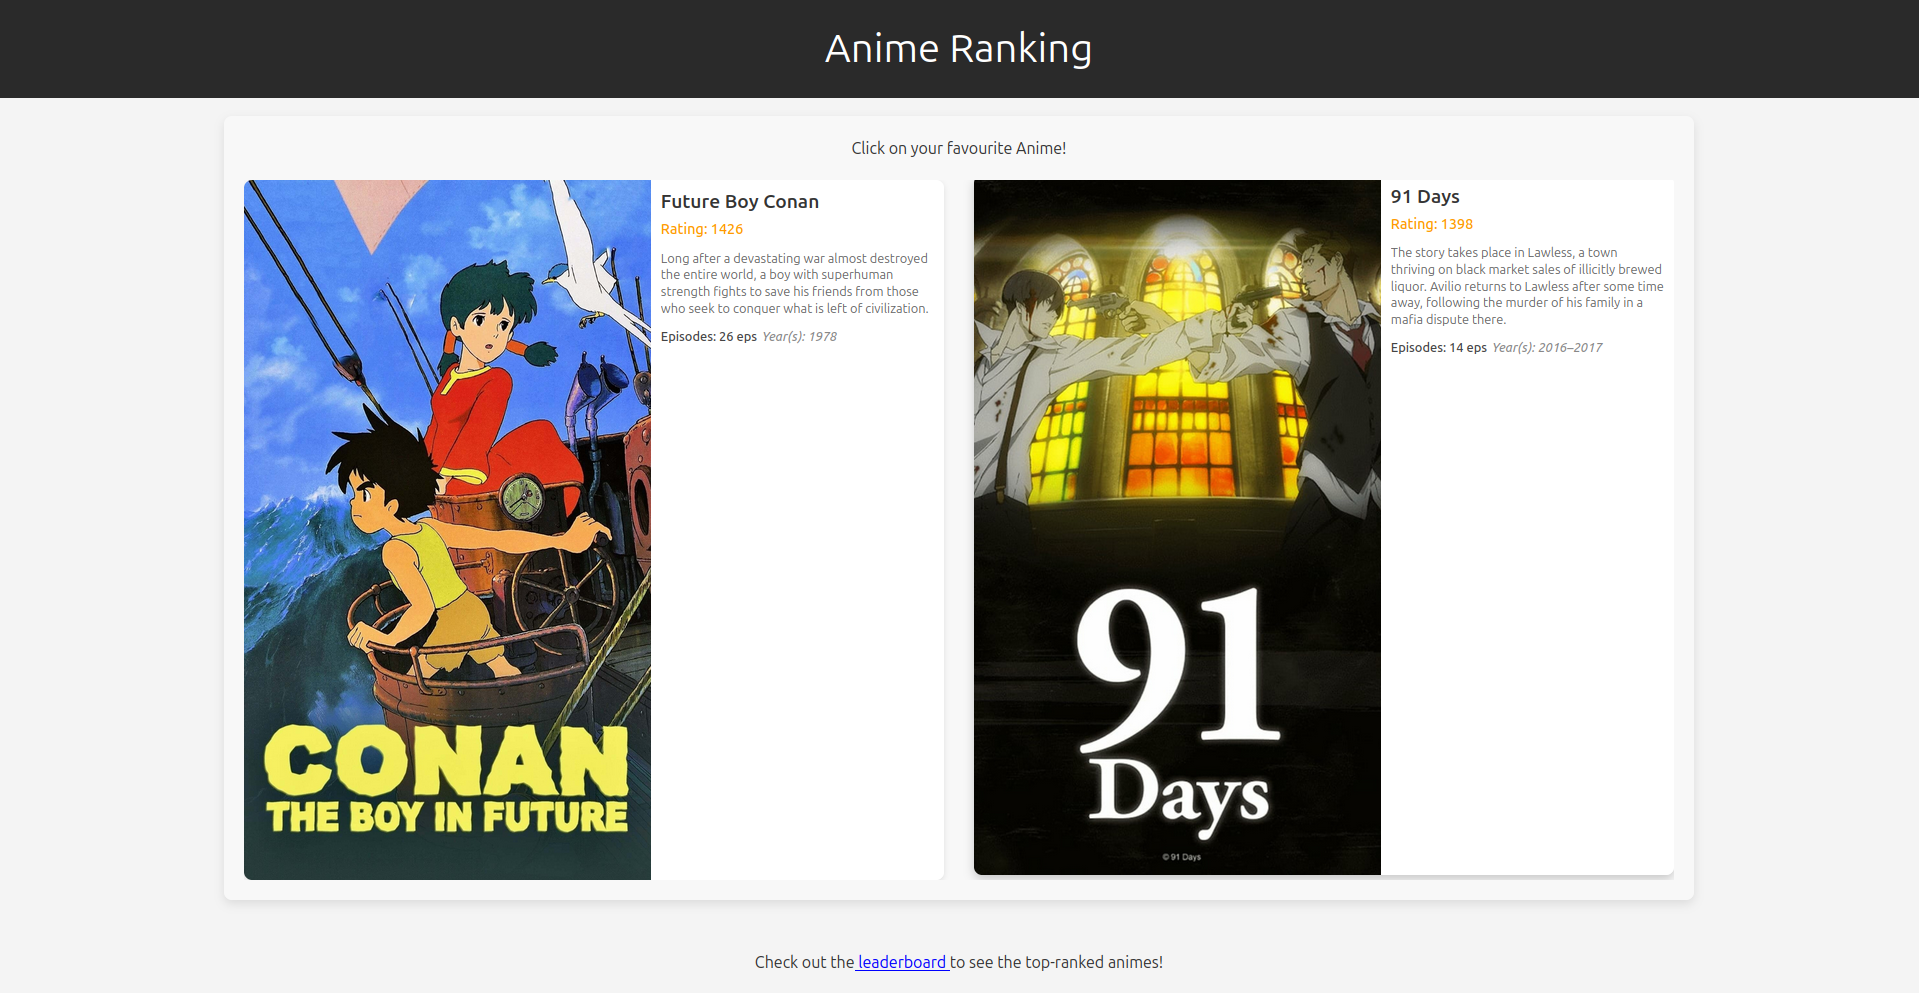 Anime Ranking
Click on your favourite Anime!
CONAN
THE BOY IN FUTURE
Future Boy Conan
Rating: 1426
Long after a devastating war almost destroyed
the entire world, a boy with superhuman
strength fights to save his friends from those
who seek to conquer what is left of civilization.
Episodes: 26 eps Year(s): 1978
91
Days
©91 Days
91 Days
Rating: 1398
The story takes place in Lawless, a town
thriving on black market sales of illicitly brewed
liquor. Avilio returns to Lawless after some time
away, following the murder of his family in a
mafia dispute there.
Episodes: 14 eps Year(s): 2016–2017
Check out the leaderboard to see the top-ranked animes!